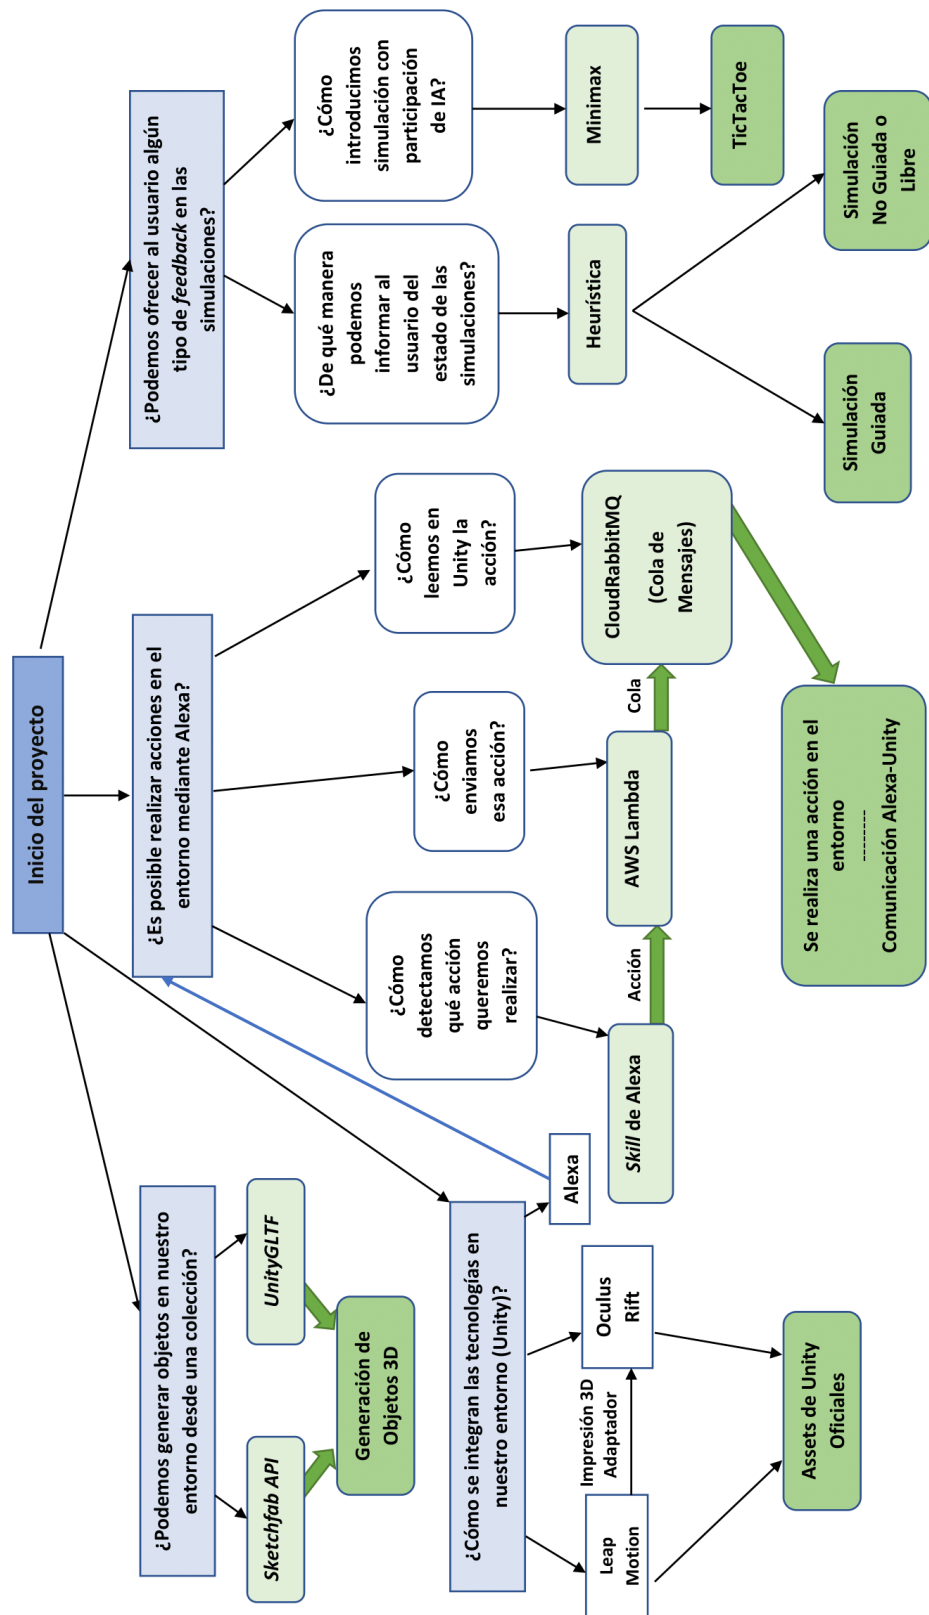 Inicio del proyecto
¿Podemos generar objetos en nuestro
entorno desde una colección?
Sketchfab API
UnityGLTF
Generación de
Objetos 3D
¿Cómo se integran las tecnologías en
nuestro entorno (Unity)?
Leap
Motion
Impresión 3D
Adaptador
Oculus
Rift
Alexa
Assets de Unity
Oficiales
¿Es posible realizar acciones en el
entorno mediante Alexa?
¿Cómo
detectamos
qué acción
queremos
realizar?
¿Cómo
enviamos
esa acción?
¿Cómo
leemos en
Unity la
acción?
Skill de Alexa
Acción
AWS Lambda
Cola
CloudRabbitMQ
(Cola de
Mensajes)
Se realiza una acción en el
entorno
--------
Comunicación Alexa-Unity
¿Podemos ofrecer al usuario algún
tipo de feedback en las
simulaciones?
¿De qué manera
podemos
informar al
usuario del
estado de las
simulaciones?
¿Cómo
introducimos
simulación con
participación
de IA?
Heurística
Minimax
TicTacToe
Simulación
Guiada
Simulación
No Guiada o
Libre